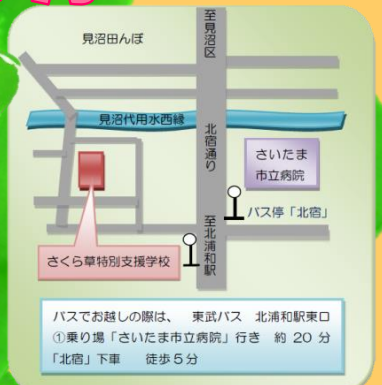 至見沼区
見沼田んぼ
見沼代用水西縁
北宿通り
さいたま
市立病院
バス停「北宿」
さくら草特別支援学校
至北浦和駅
バスでお越しの際は、 東武バス 北浦和駅東口
①乗り場「さいたま市立病院」行き 約 20 分
「北宿」下車 徒歩５分